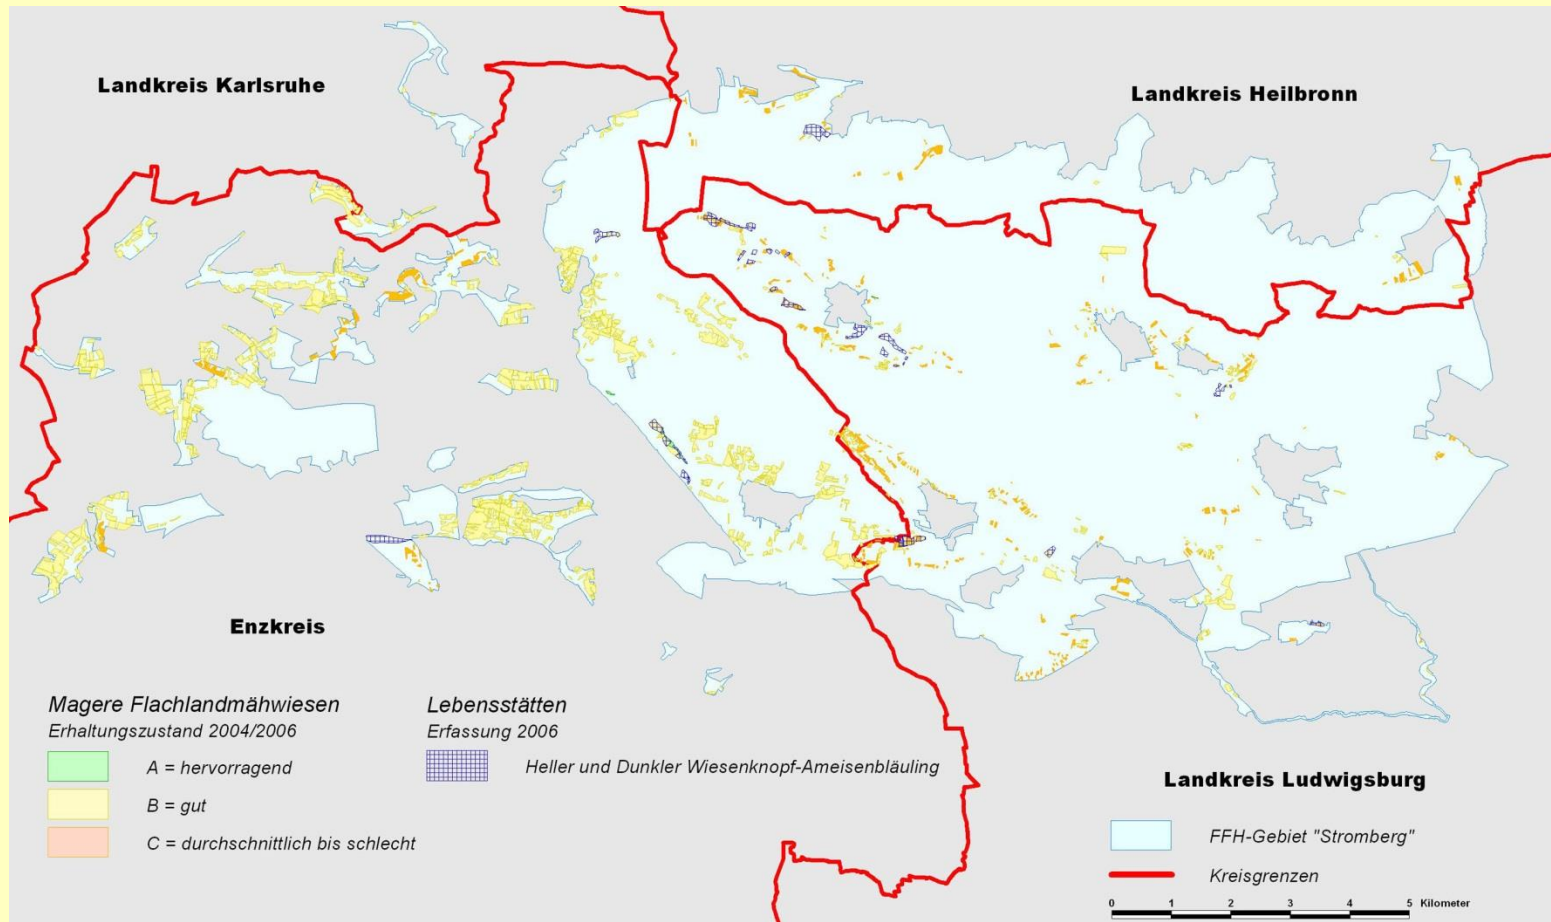 Landkreis Karlsruhe
Landkreis Heilbronn
Enzkreis
Magere Flachlandmähwiesen
Erhaltungszustand 2004/2006
A = hervorragend
B = gut
C = durchschnittlich bis schlecht
Lebensstätten
Erfassung 2006
Heller und Dunkler Wiesenknopf-Ameisenbläuling
Landkreis Ludwigsburg
FFH-Gebiet "Stromberg"
Kreisgrenzen
0 1 2 3 4 5 Kilometer